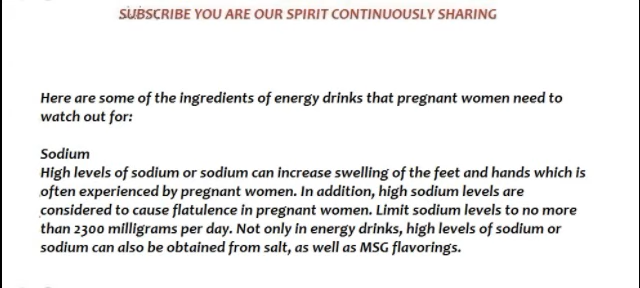 SUBSCRIBE YOU ARE OUR SPIRIT CONTINUOUSLY SHARING
Here are some of the ingredients of energy drinks that pregnant women need to
watch out for:
Sodium
High levels of sodium or sodium can increase swelling of the feet and hands which is
often experienced by pregnant women. In addition, high sodium levels are
considered to cause flatulence in pregnant women. Limit sodium levels to no more
than 2300 milligrams per day. Not only in energy drinks, high levels of sodium or
sodium can also be obtained from salt, as well as MSG flavorings.